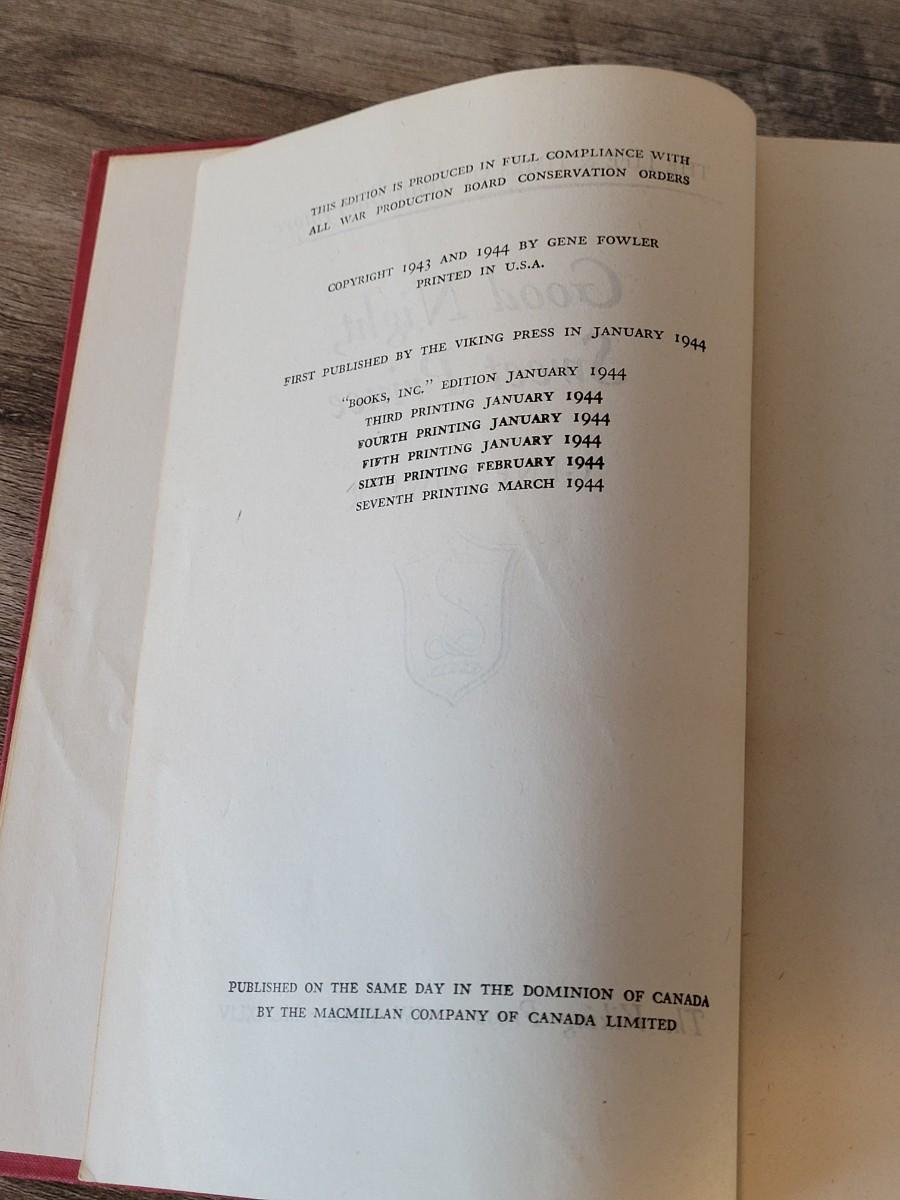 THIS EDITION IS PRODUCED IN FULL COMPLIANCE WITH
ALL WAR PRODUCTION BOARD CONSERVATION ORDERS
COPYRIGHT 1943 AND 1944 BY GENE FOWLER
PRINTED IN U.S.A.
FIRST PUBLISHED BY THE VIKING PRESS IN JANUARY 1944
"BOOKS, INC." EDITION JANUARY 1944
THIRD PRINTING JANUARY 1944
FOURTH PRINTING JANUARY 1944
FIFTH PRINTING JANUARY 1944
SIXTH PRINTING FEBRUARY 1944
SEVENTH PRINTING MARCH 1944
PUBLISHED ON THE SAME DAY IN THE DOMINION OF CANADA
BY THE MACMILLAN COMPANY OF CANADA LIMITED